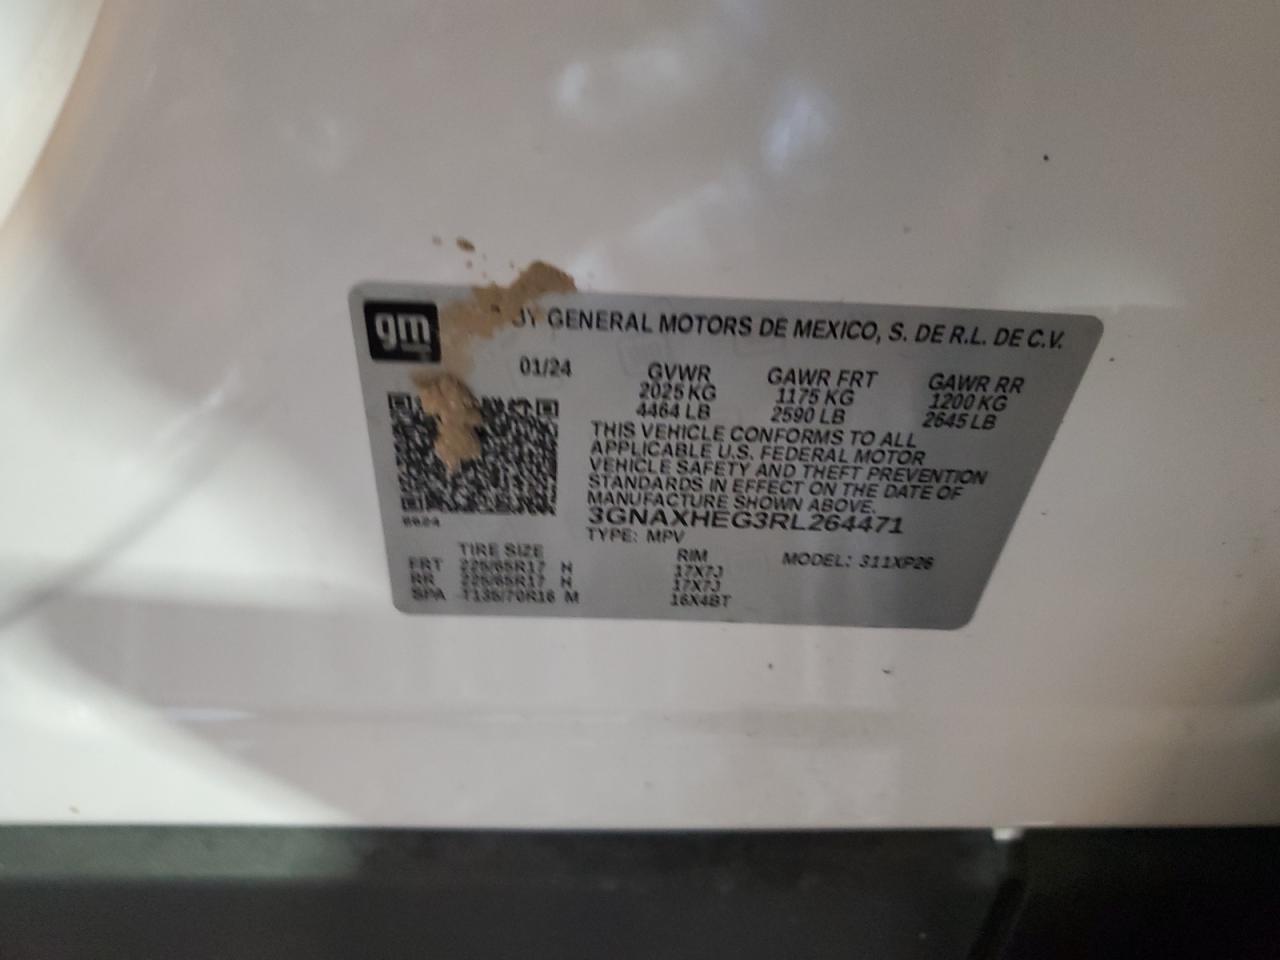 gm
BY GENERAL MOTORS DE MEXICO, S. DE R.L. DE C.V.
01/24 GVWR GAWR FRT GAWR RR
2025 KG 1175 KG 1200 KG
4464 LB 2590 LB 2645 LB
THIS VEHICLE CONFORMS TO ALL
APPLICABLE U.S. FEDERAL MOTOR
VEHICLE SAFETY AND THEFT PREVENTION
STANDARDS IN EFFECT ON THE DATE OF
MANUFACTURE SHOWN ABOVE.
3GNAXHEG3RL264471
TYPE: MPV
TIRE SIZE RIM MODEL: 311XP26
FRT 225/65R17 H 17X7J
RR 225/65R17 H 17X7J
SPA T135/70R16 M 16X4BT